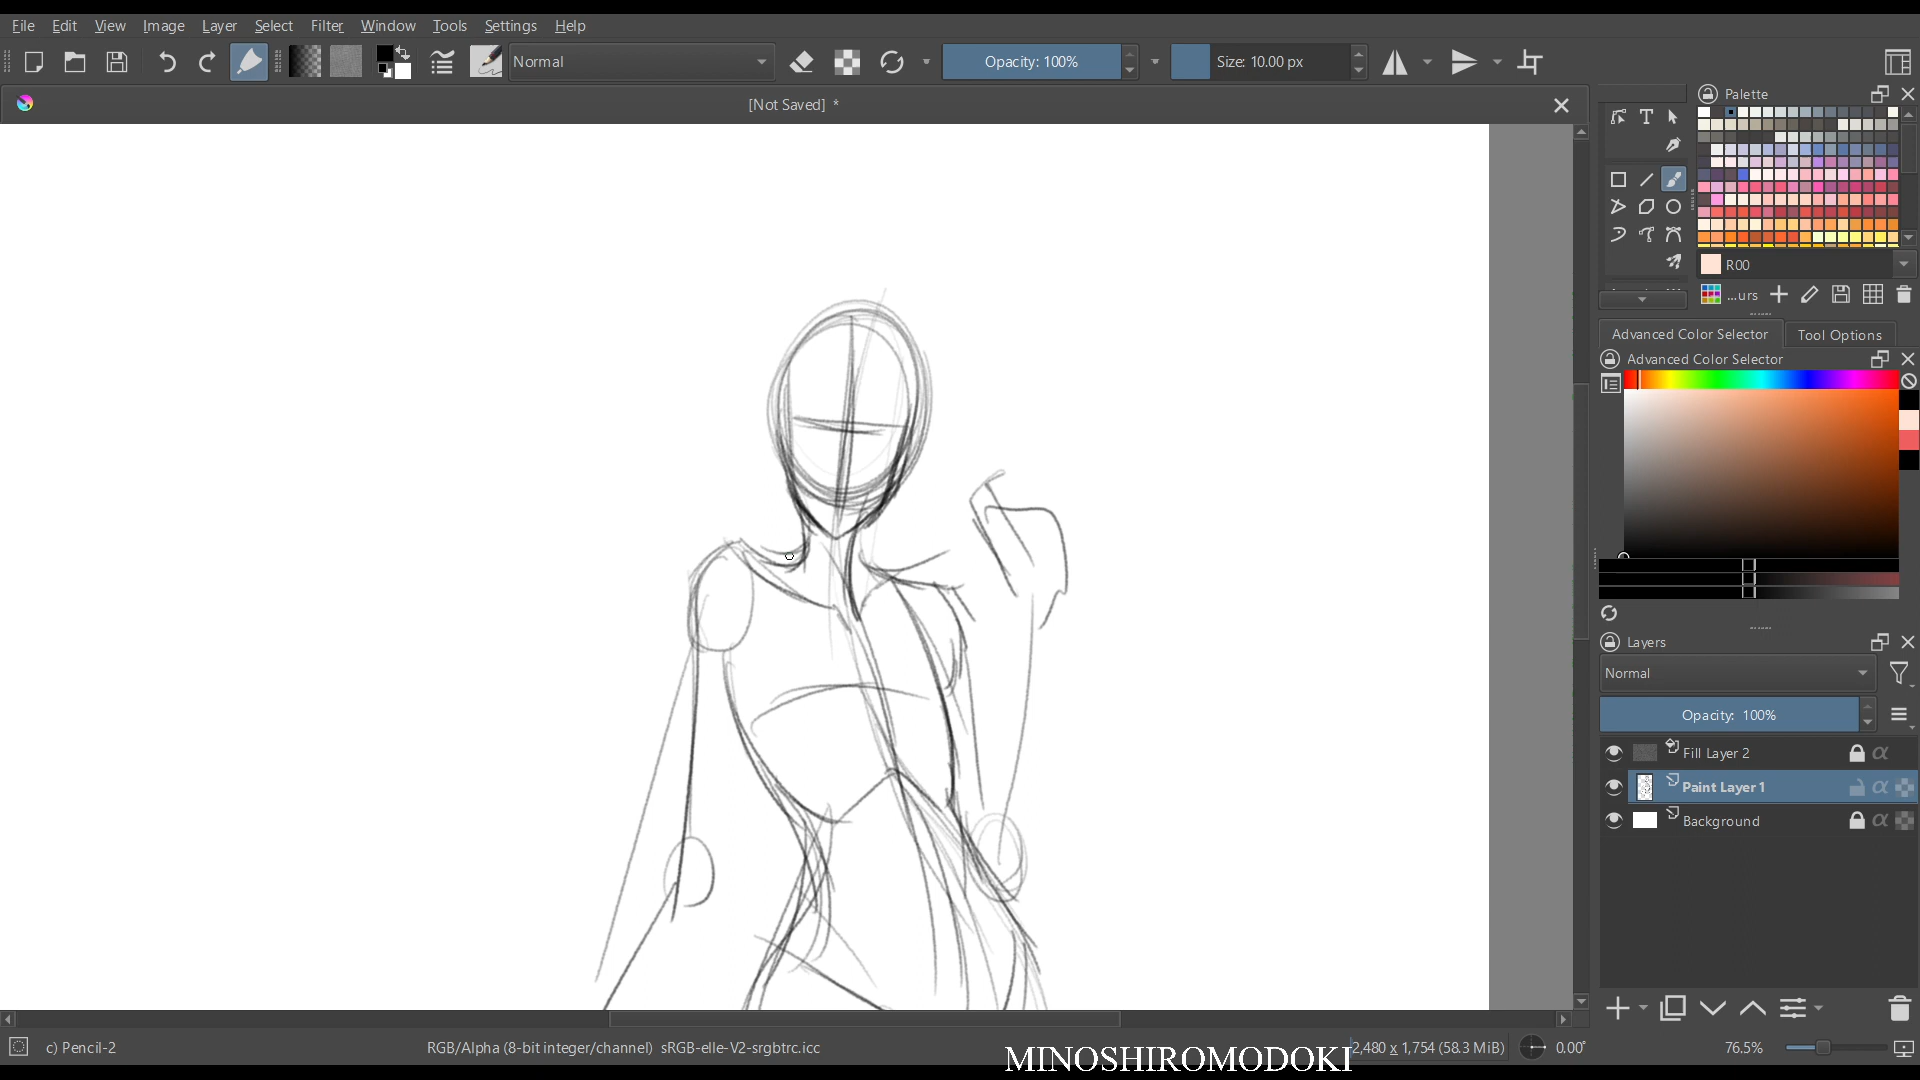 File Edit View Image Layer Select Filter Window Tools Settings Help
Normal Opacity: 100% Size: 10.00 px
[Not Saved] *
Palette
R00
...urs
Advanced Color Selector Tool Options
Advanced Color Selector
Layers
Normal
Opacity: 100%
Fill Layer 2
Paint Layer 1
Background
c) Pencil-2 RGB/Alpha (8-bit integer/channel) sRGB-elle-V2-srgbtrc.icc 2,480 x 1,754 (58.3 MiB) 0.00° 76.5%
MINOSHIROMODOKI